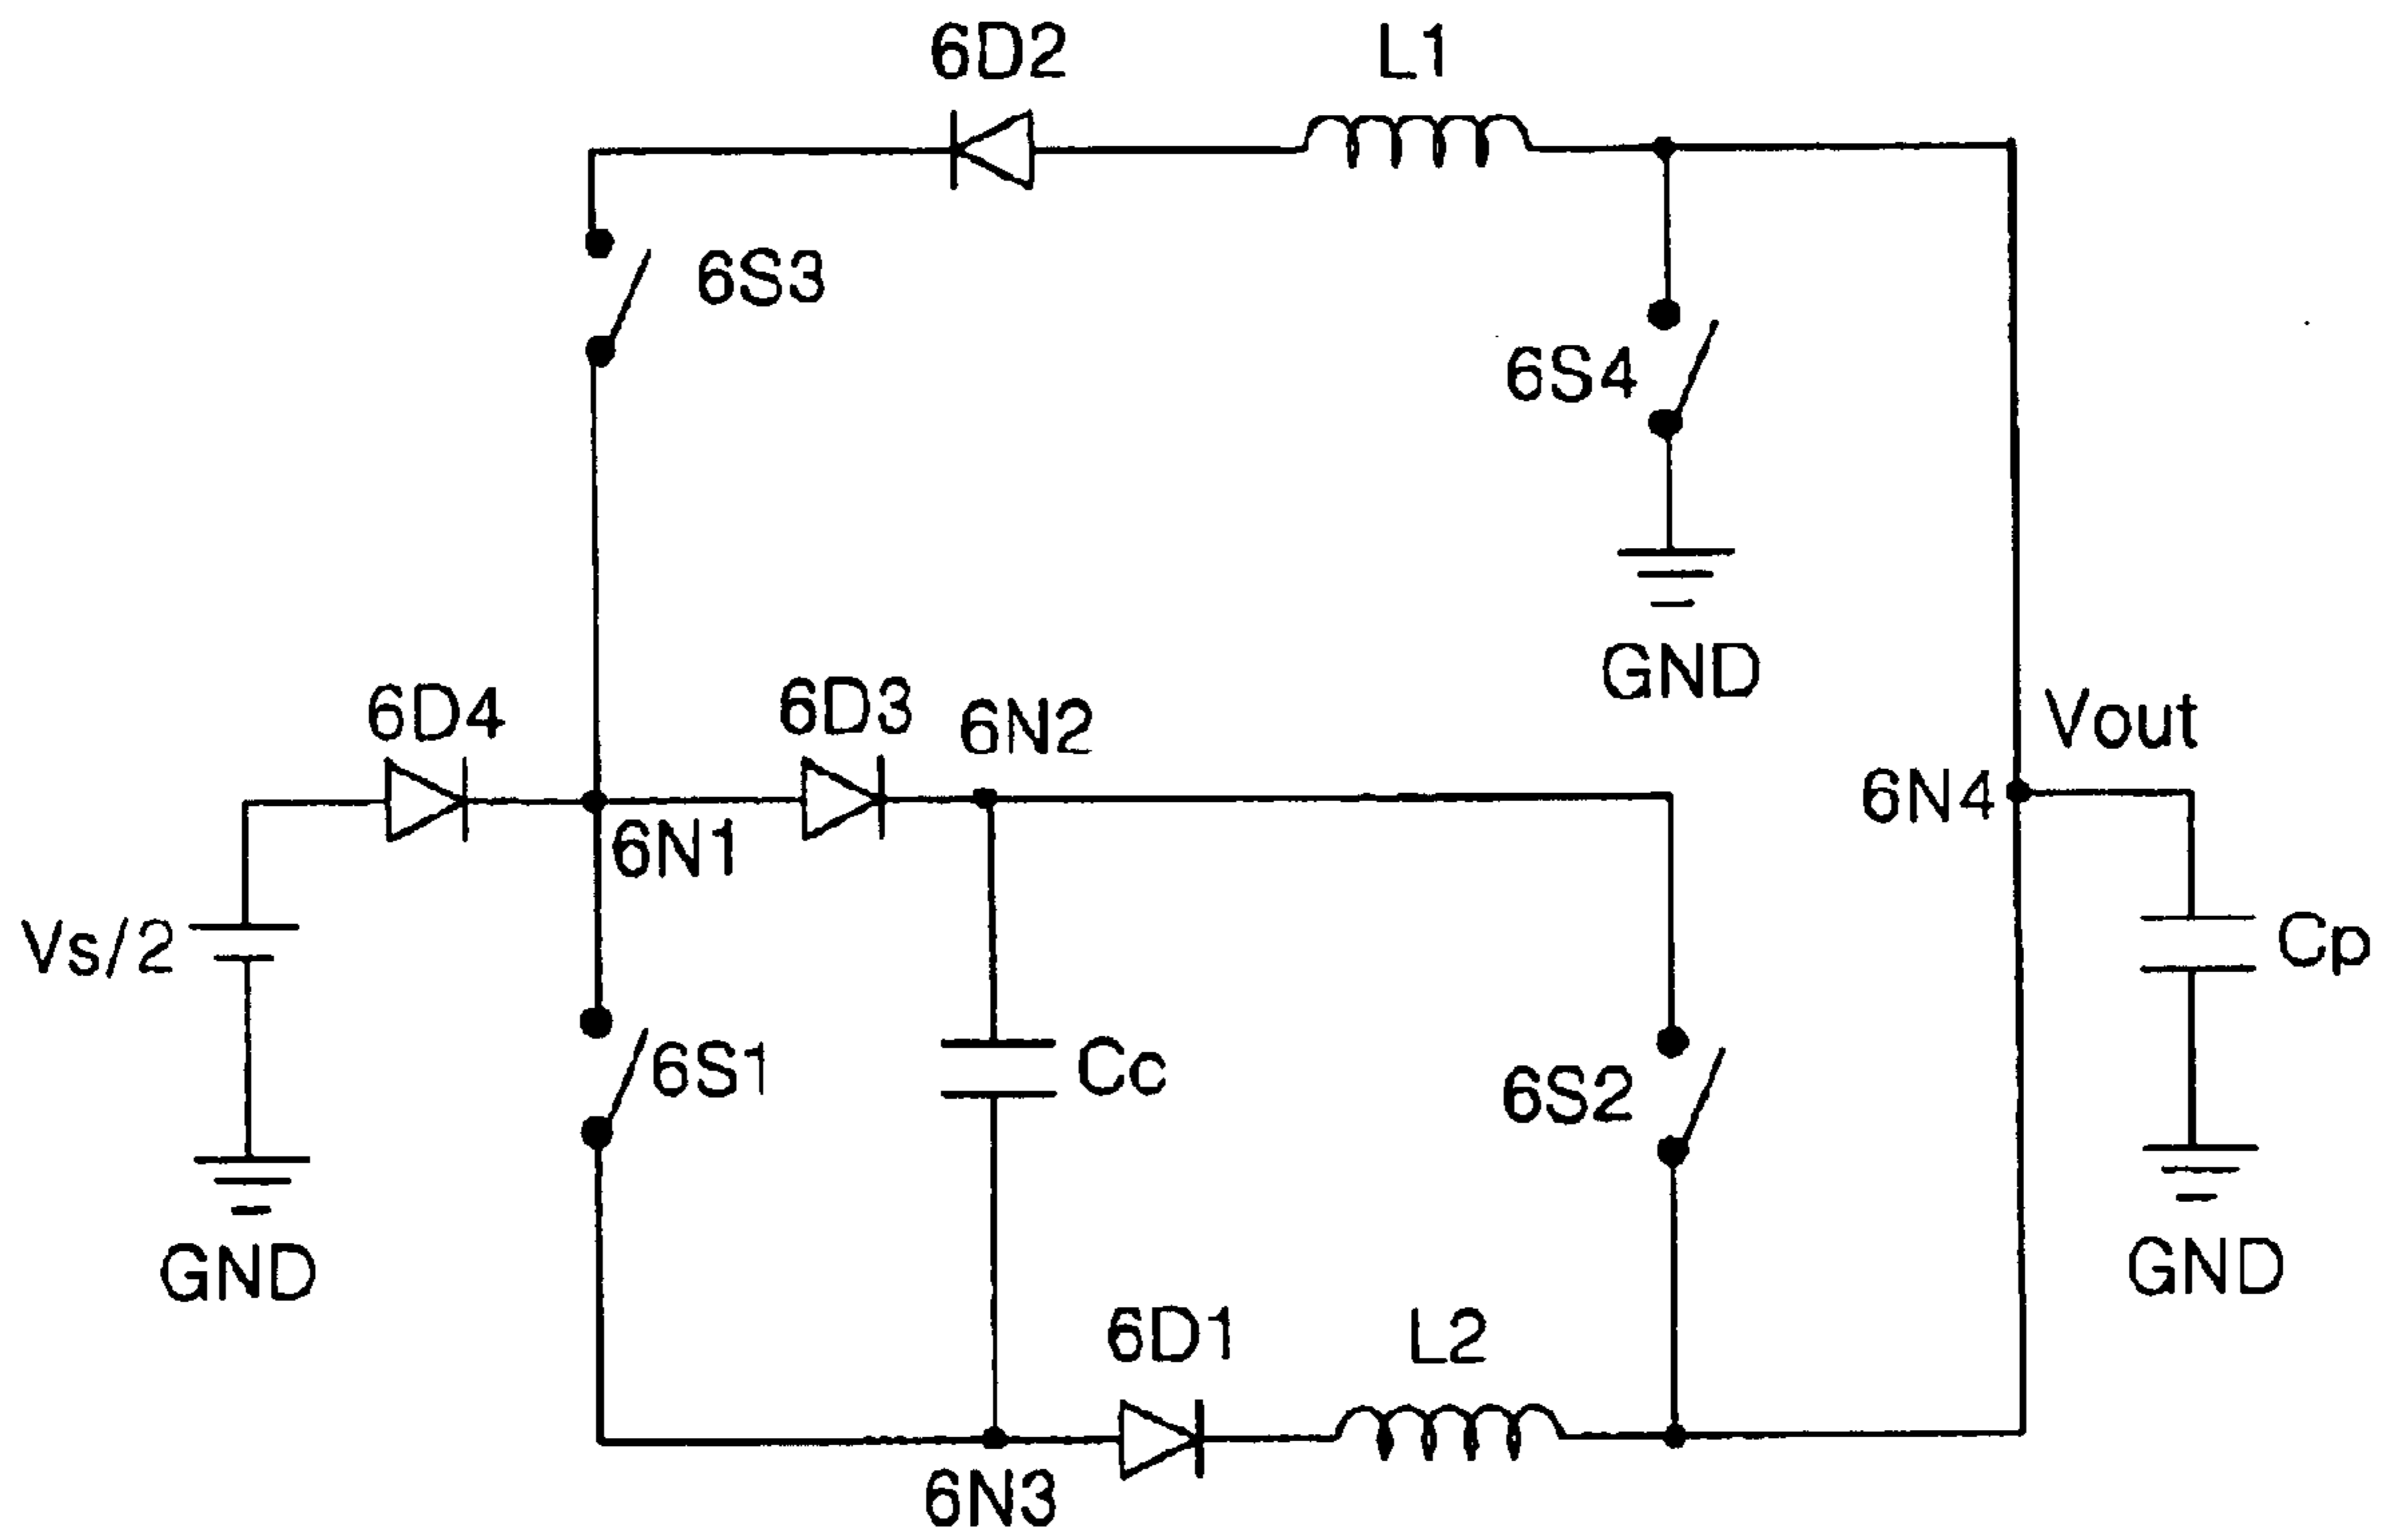 6D2
L1
6S3
6S4
GND
6D4
6D3
6N2
Vout
6N4
6N1
Vs/2
Cp
6S1
Cc
6S2
GND
GND
6D1
L2
6N3